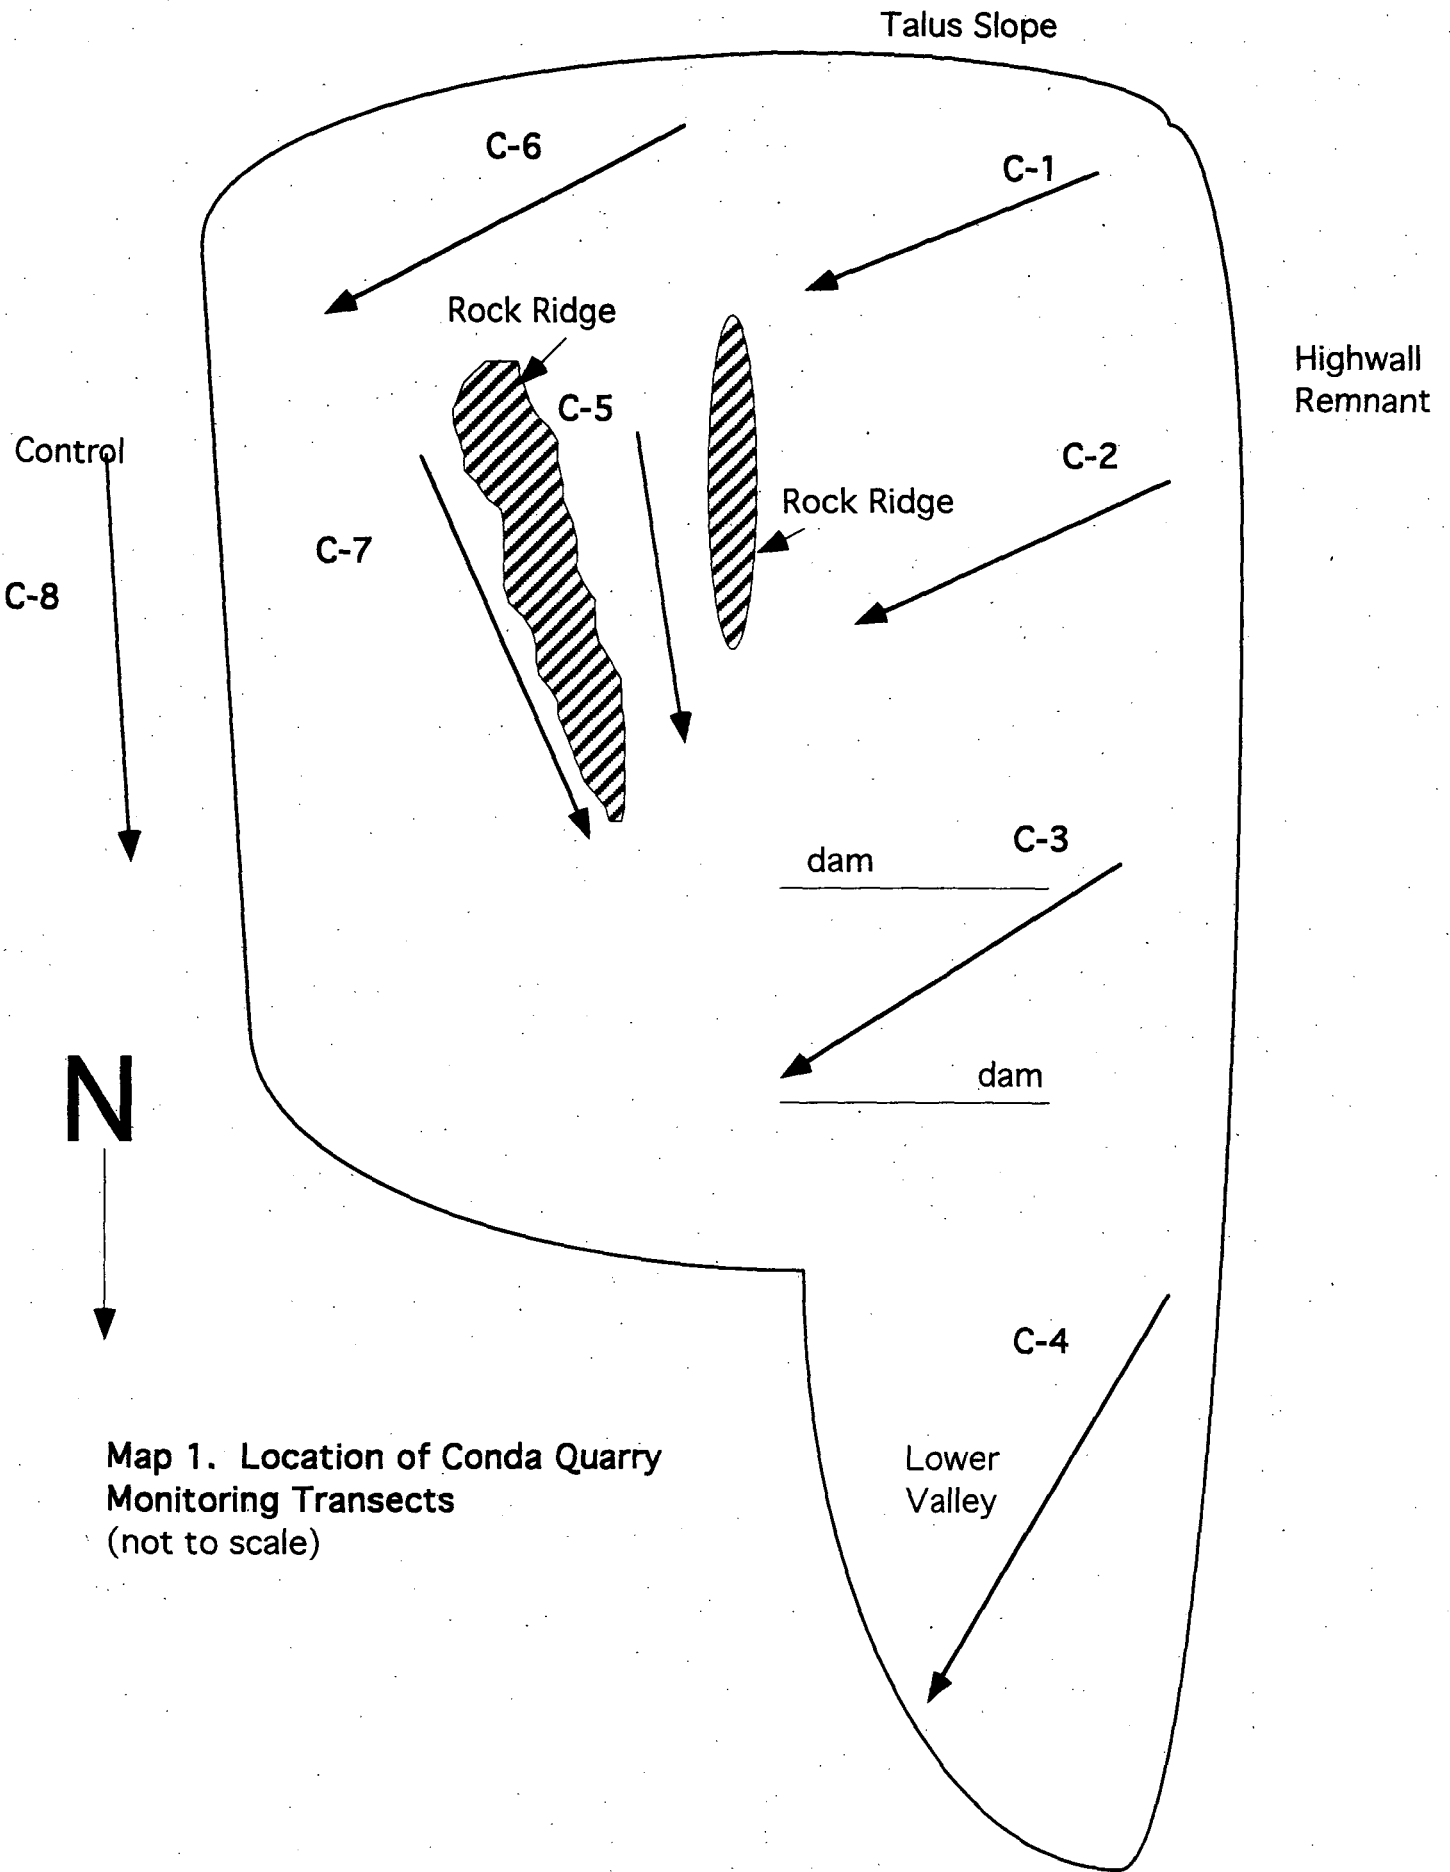 Talus Slope
C-6
C-1
Rock Ridge
Highwall
Remnant
C-5
Control
C-2
Rock Ridge
C-7
C-8
C-3
dam
N
dam
C-4
Map 1. Location of Conda Quarry
Monitoring Transects
(not to scale)
Lower
Valley